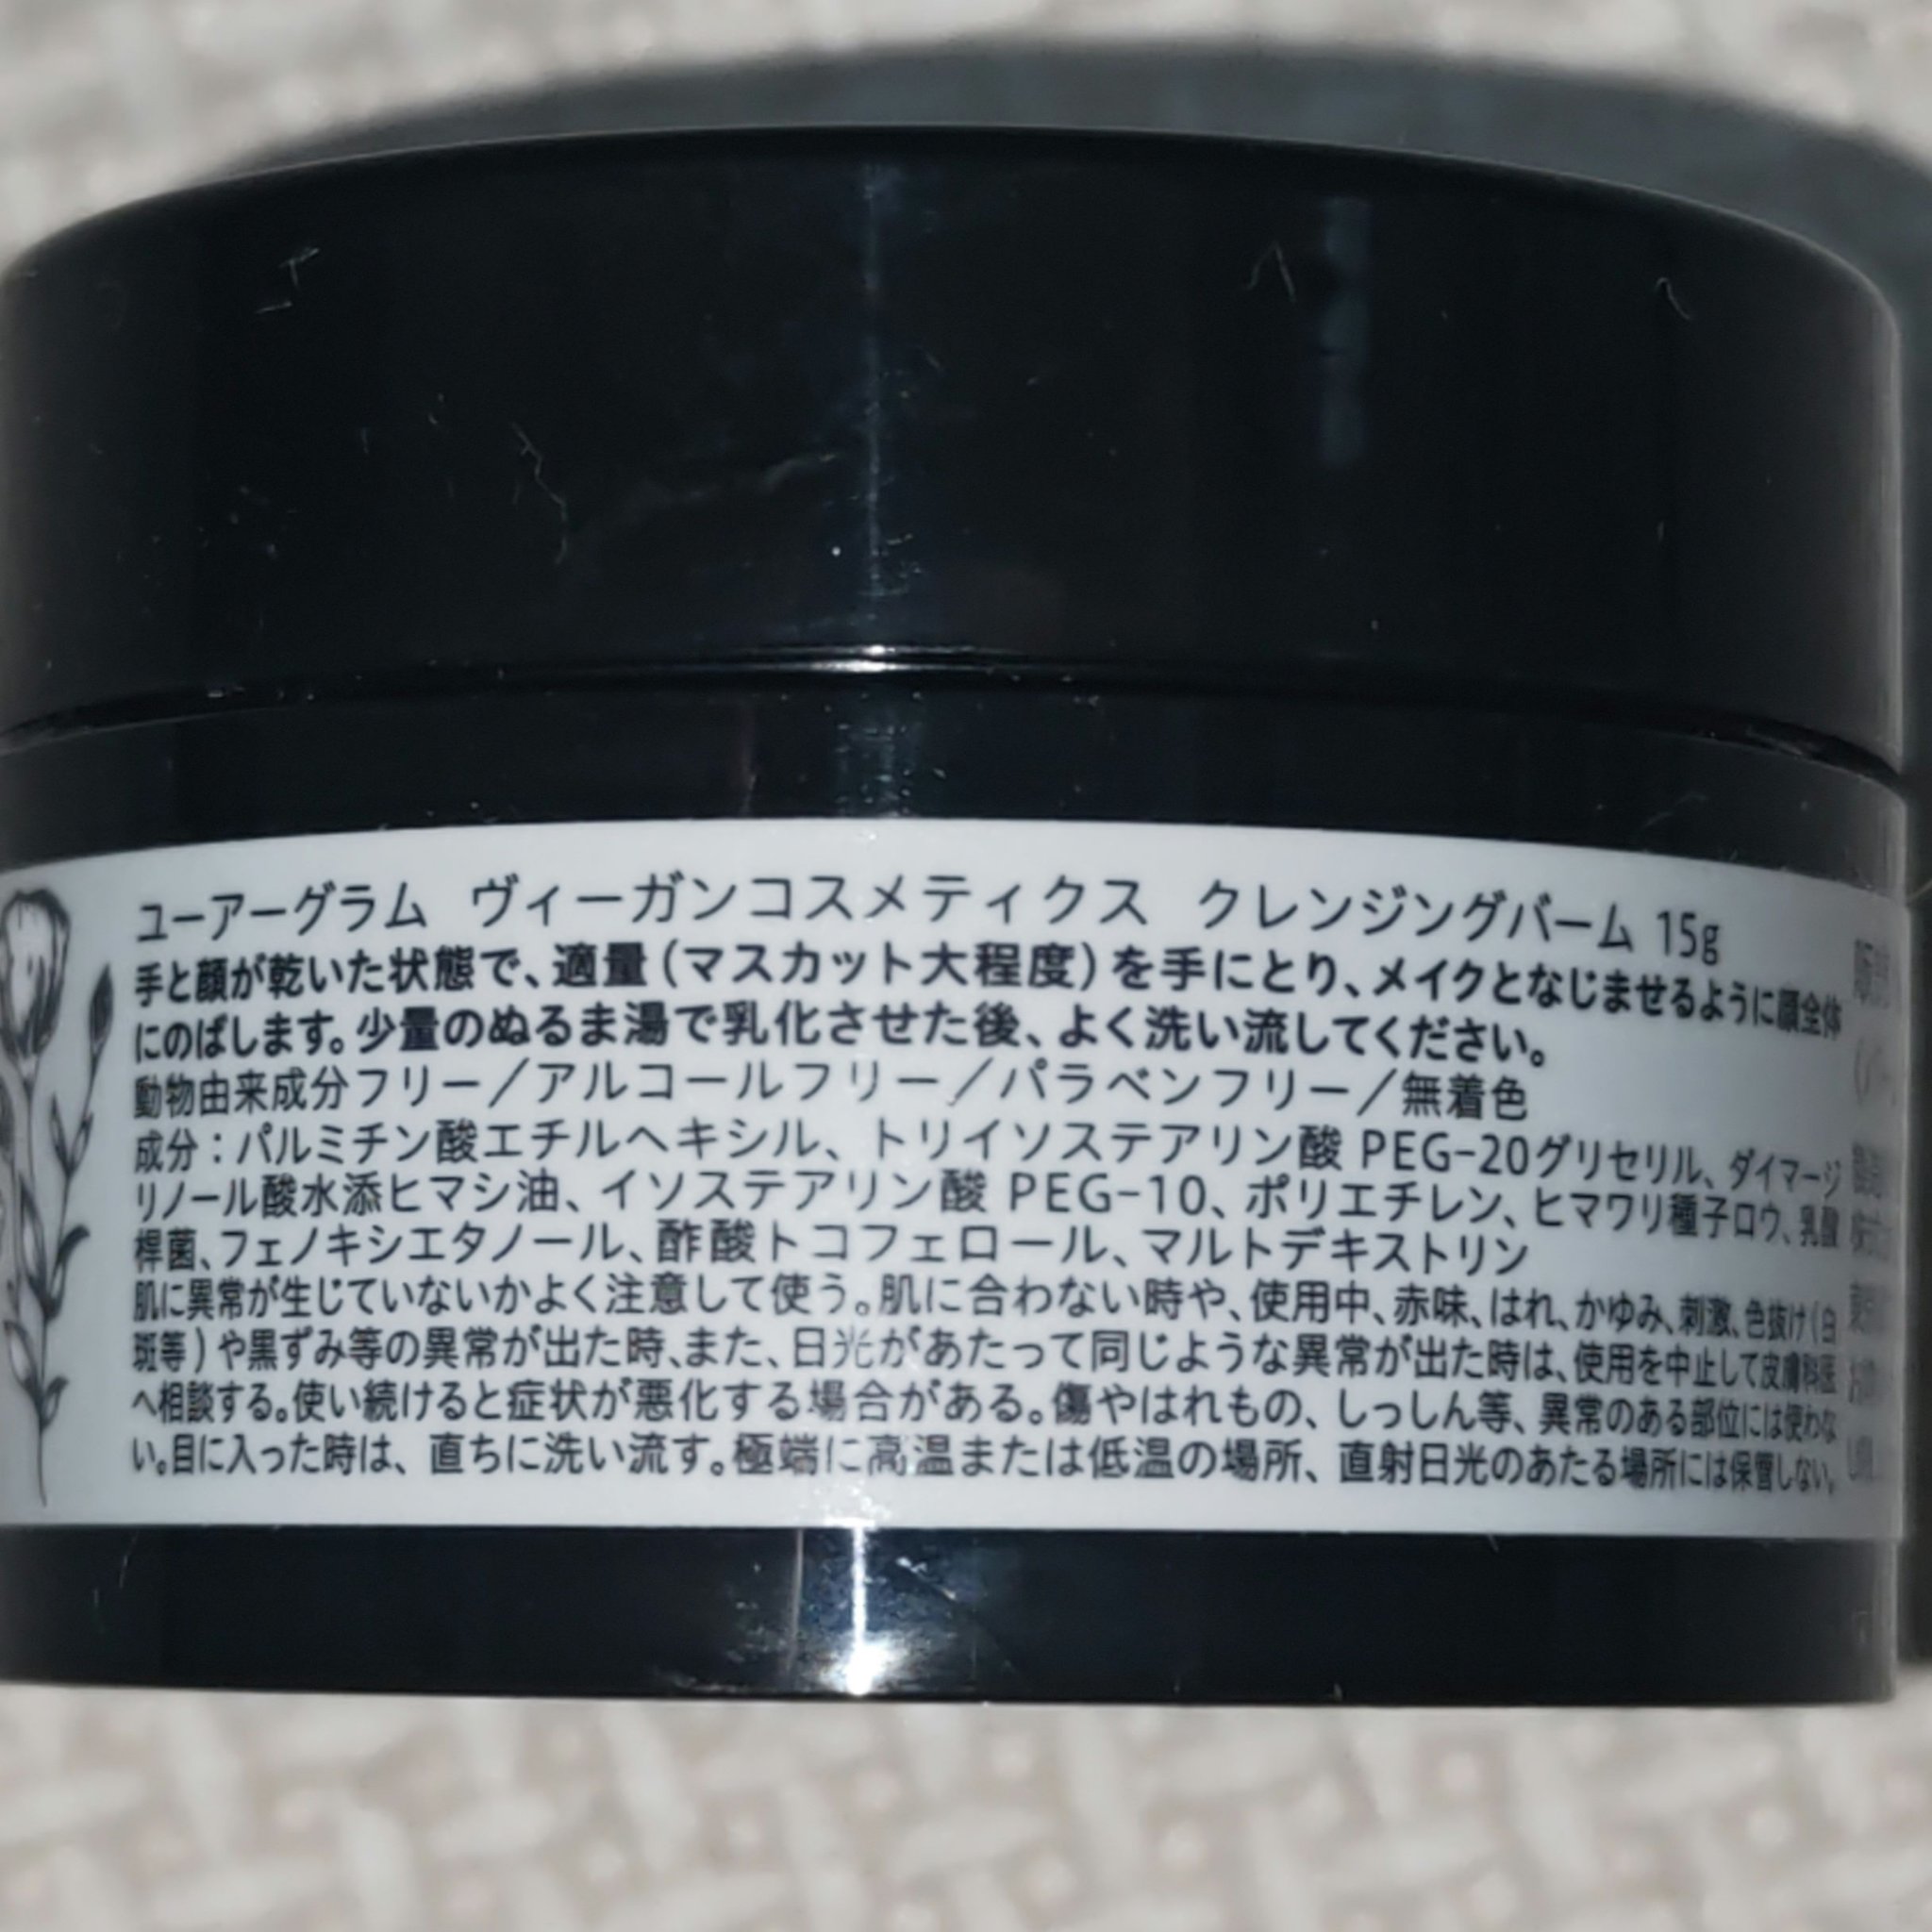 ユーアーグラム ヴィーガンコスメティクス クレンジングバーム 15g
手と顔が乾いた状態で、適量(マスカット大程度)を手にとり、メイクとなじませるように顔全体
にのばします。少量のぬるま湯で乳化させた後、よく洗い流してください。
動物由来成分フリー/アルコールフリー/パラベンフリー/無着色
成分:パルミチン酸エチルヘキシル、トリイソステアリン酸 PEG-20グリセリル、ダイマージ
リノール酸水添ヒマシ油、イソステアリン酸 PEG-10、ポリエチレン、ヒマワリ種子ロウ、乳酸
桿菌、フェノキシエタノール、酢酸トコフェロール、マルトデキストリン
肌に異常が生じていないかよく注意して使う。肌に合わない時や、使用中、赤味、はれ、かゆみ、刺激、色抜け(白
斑等)や黒ずみ等の異常が出た時、また、日光があたって同じような異常が出た時は、使用を中止して皮膚科医
へ相談する。使い続けると症状が悪化する場合がある。傷やはれもの、しっしん等、異常のある部位には使わな
い。目に入った時は、直ちに洗い流す。極端に高温または低温の場所、直射日光のあたる場所には保管しない。